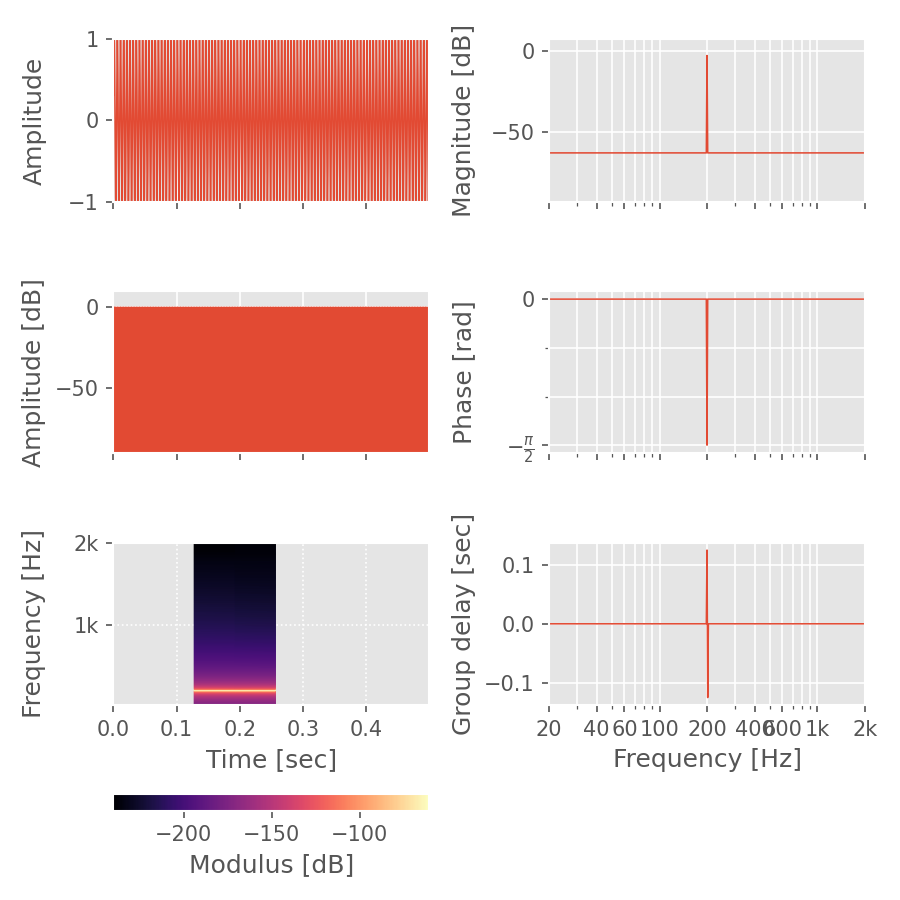 Amplitude
1
0
−1
Magnitude [dB]
0
−50
Amplitude [dB]
0
−50
Phase [rad]
0
−π/2
Frequency [Hz]
2k
1k
0.0 0.1 0.2 0.3 0.4
Time [sec]
Group delay [sec]
0.1
0.0
−0.1
20 40 60 100 200 400 600 1k 2k
Frequency [Hz]
−200 −150 −100
Modulus [dB]